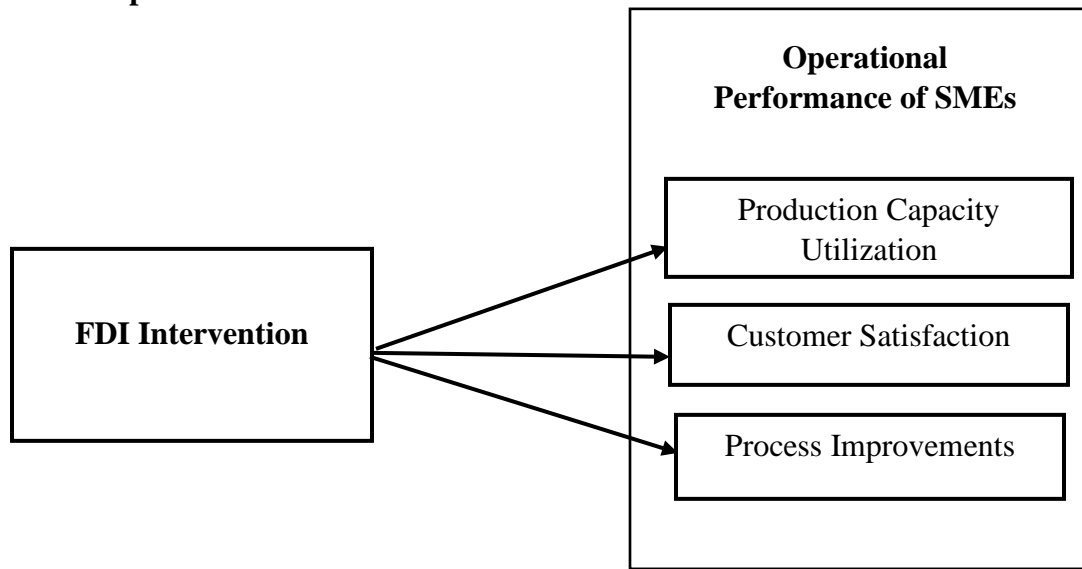 Operational
Performance of SMEs
Production Capacity
Utilization
FDI Intervention
Customer Satisfaction
Process Improvements